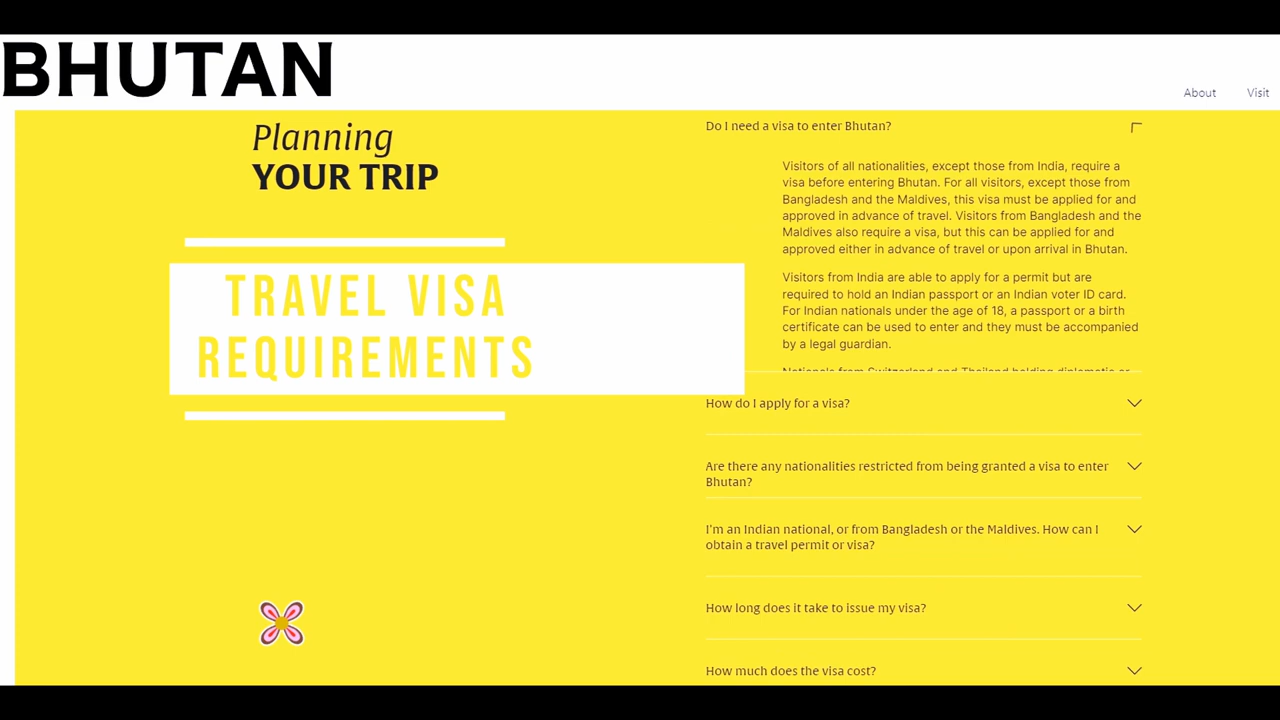 BHUTAN
About
Visit
Planning
YOUR TRIP
TRAVEL VISA
REQUIREMENTS
Do I need a visa to enter Bhutan?
Visitors of all nationalities, except those from India, require a
visa before entering Bhutan. For all visitors, except those from
Bangladesh and the Maldives, this visa must be applied for and
approved in advance of travel. Visitors from Bangladesh and the
Maldives also require a visa, but this can be applied for and
approved either in advance of travel or upon arrival in Bhutan.
Visitors from India are able to apply for a permit but are
required to hold an Indian passport or an Indian voter ID card.
For Indian nationals under the age of 18, a passport or a birth
certificate can be used to enter and they must be accompanied
by a legal guardian.
Nationals from Switzerland and Thailand holding diplomatic or
How do I apply for a visa?
Are there any nationalities restricted from being granted a visa to enter
Bhutan?
I'm an Indian national, or from Bangladesh or the Maldives. How can I
obtain a travel permit or visa?
How long does it take to issue my visa?
How much does the visa cost?